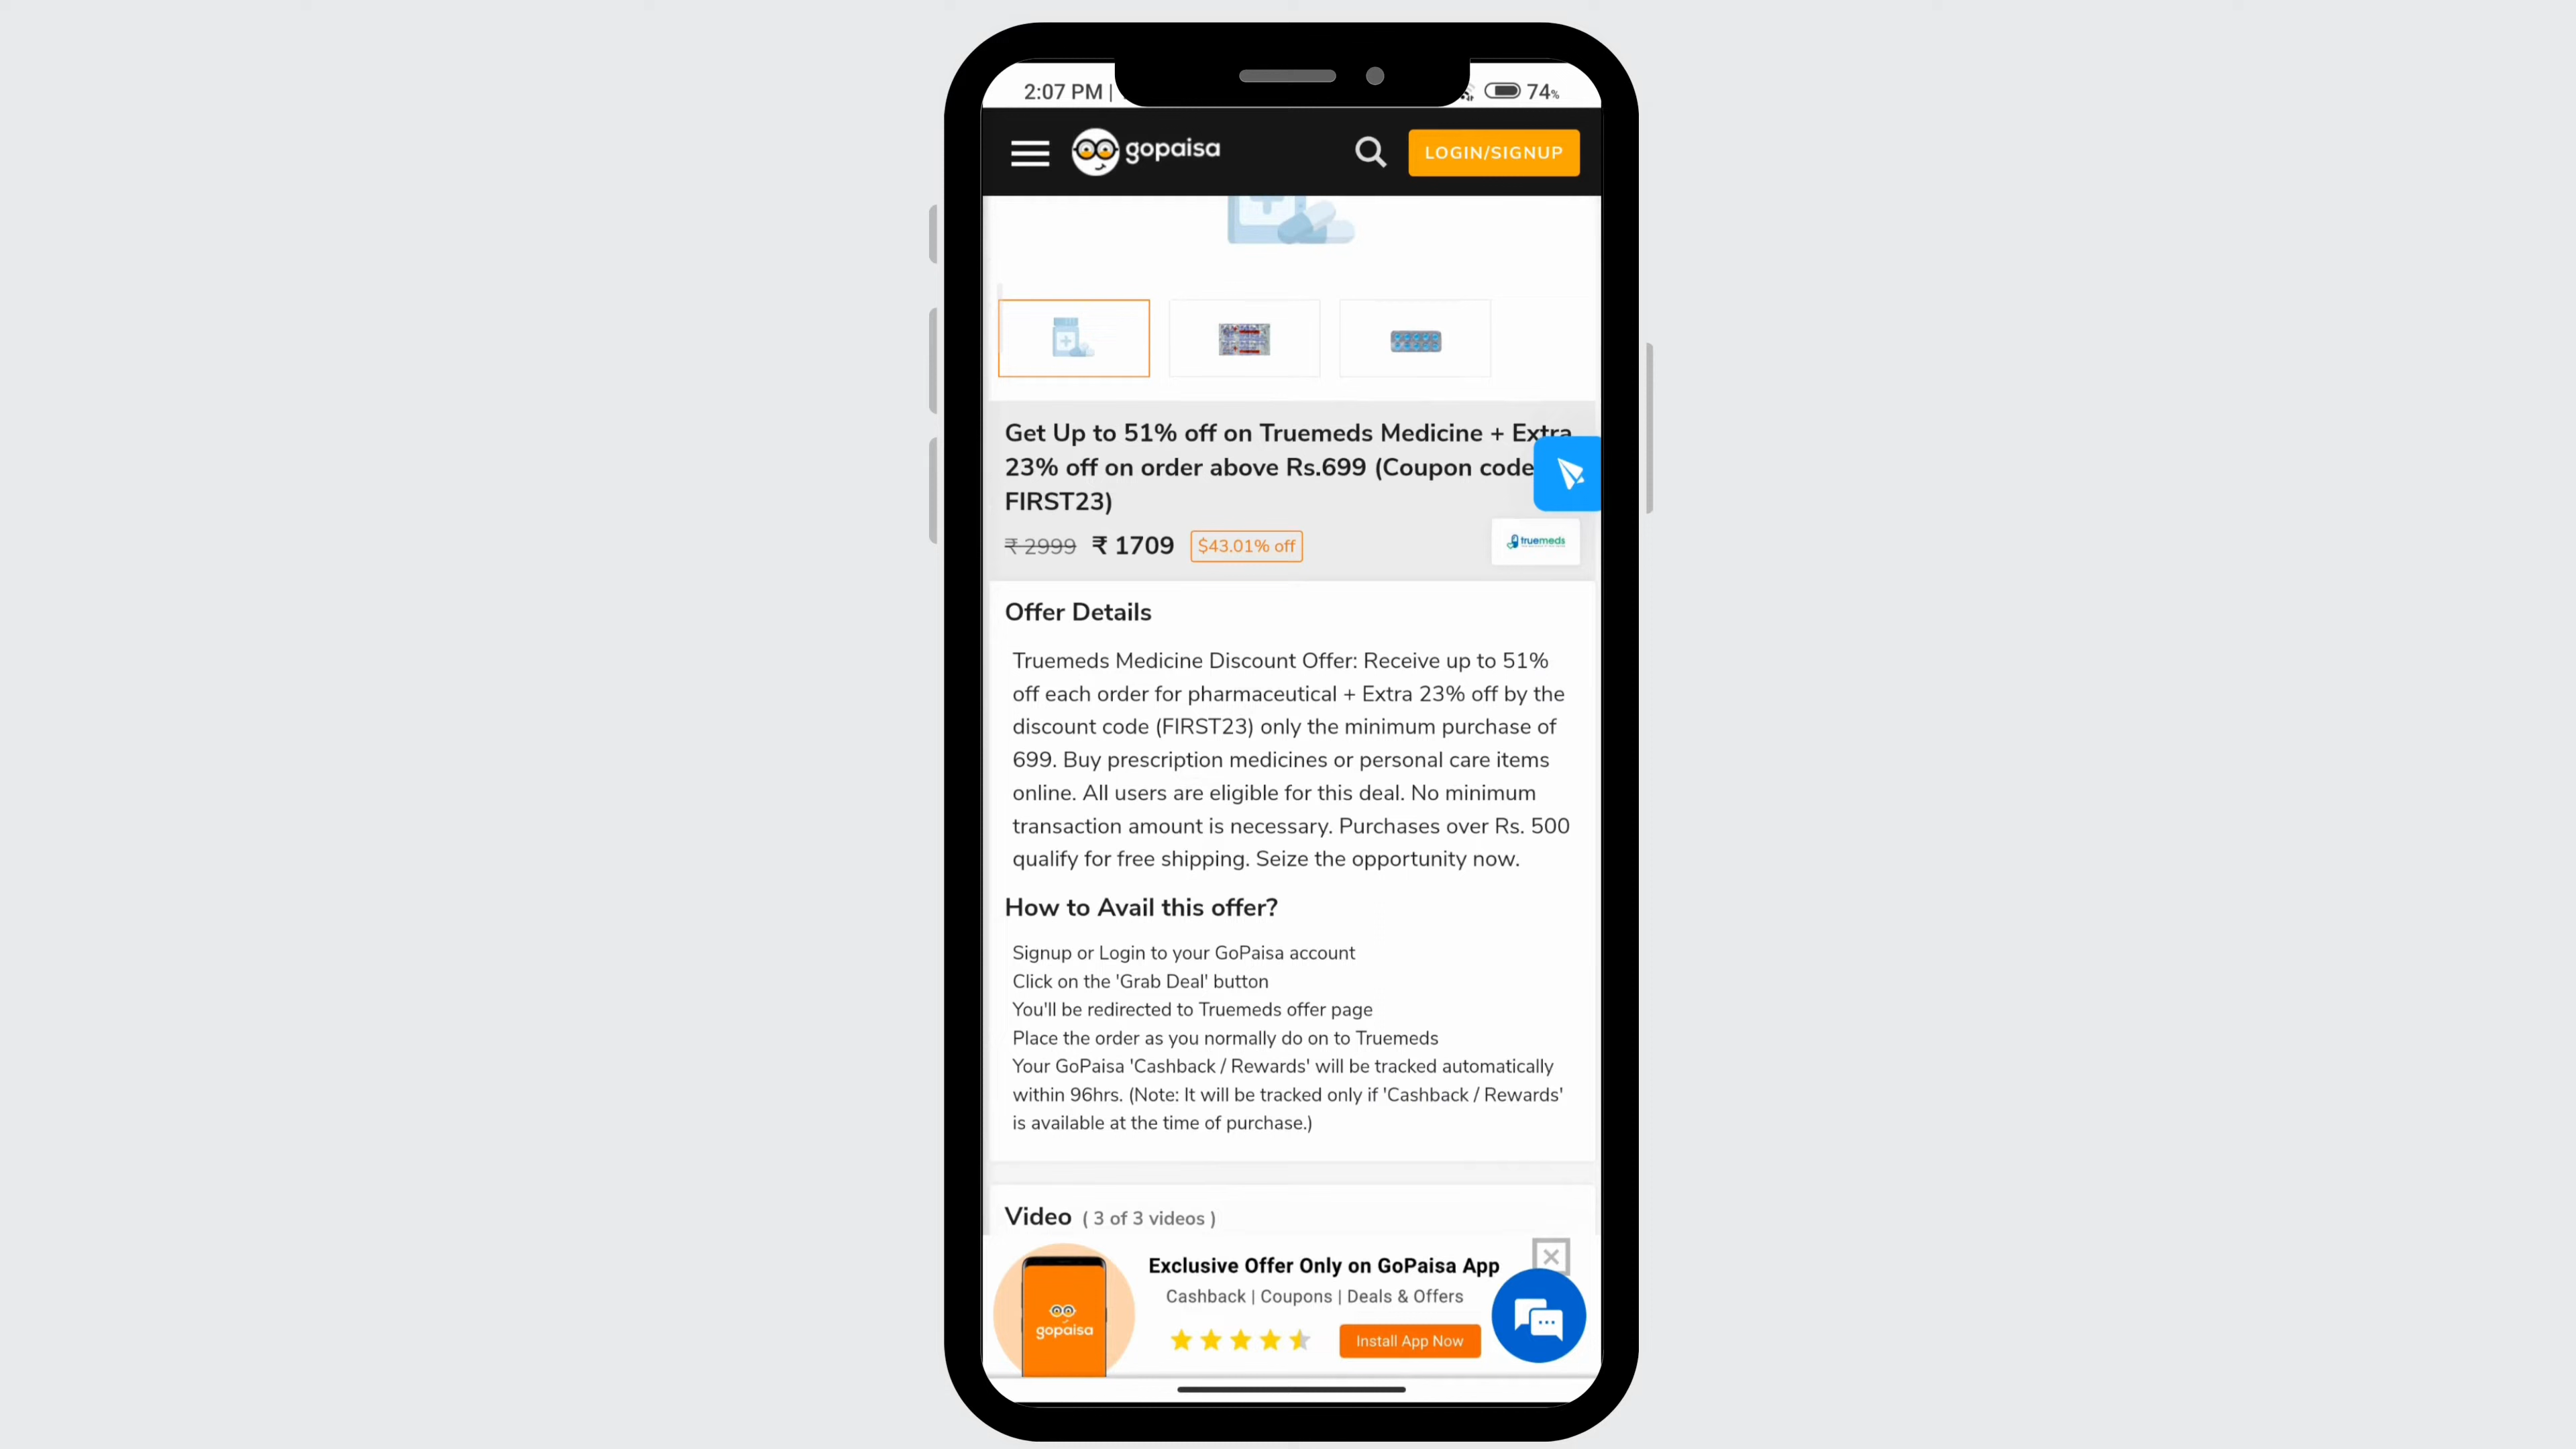 2:07 PM |
74%
gopaisa
LOGIN/SIGNUP
Get Up to 51% off on Truemeds Medicine + Extra
23% off on order above Rs.699 (Coupon code
FIRST23)
₹ 2999 ₹ 1709 $43.01% off
truemeds
Offer Details
Truemeds Medicine Discount Offer: Receive up to 51%
off each order for pharmaceutical + Extra 23% off by the
discount code (FIRST23) only the minimum purchase of
699. Buy prescription medicines or personal care items
online. All users are eligible for this deal. No minimum
transaction amount is necessary. Purchases over Rs. 500
qualify for free shipping. Seize the opportunity now.
How to Avail this offer?
Signup or Login to your GoPaisa account
Click on the 'Grab Deal' button
You'll be redirected to Truemeds offer page
Place the order as you normally do on to Truemeds
Your GoPaisa 'Cashback / Rewards' will be tracked automatically
within 96hrs. (Note: It will be tracked only if 'Cashback / Rewards'
is available at the time of purchase.)
Video ( 3 of 3 videos )
Exclusive Offer Only on GoPaisa App
Cashback | Coupons | Deals & Offers
gopaisa
Install App Now